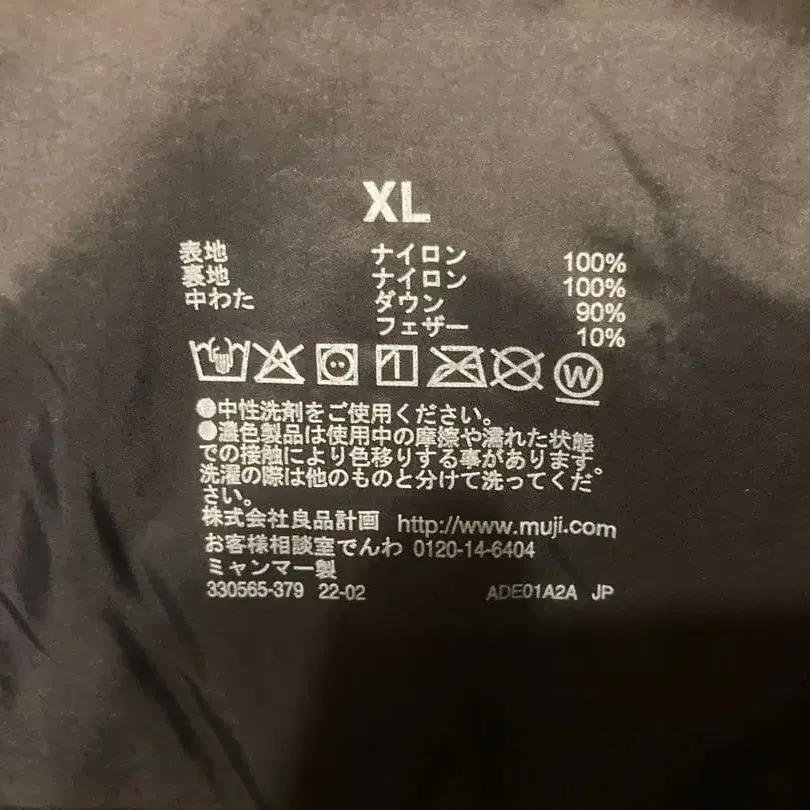 XL
表地 ナイロン 100%
裏地 ナイロン 100%
中わた ダウン 90%
フェザー 10%
W
●中性洗剤をご使用ください。
●濃色製品は使用中の摩擦や濡れた状態
での接触により色移りする事があります。
洗濯の際は他のものと分けて洗ってくだ
さい。
株式会社良品計画 http://www.muji.com
お客様相談室でんわ 0120-14-6404
ミャンマー製
330565-379 22-02 ADE01A2A JP